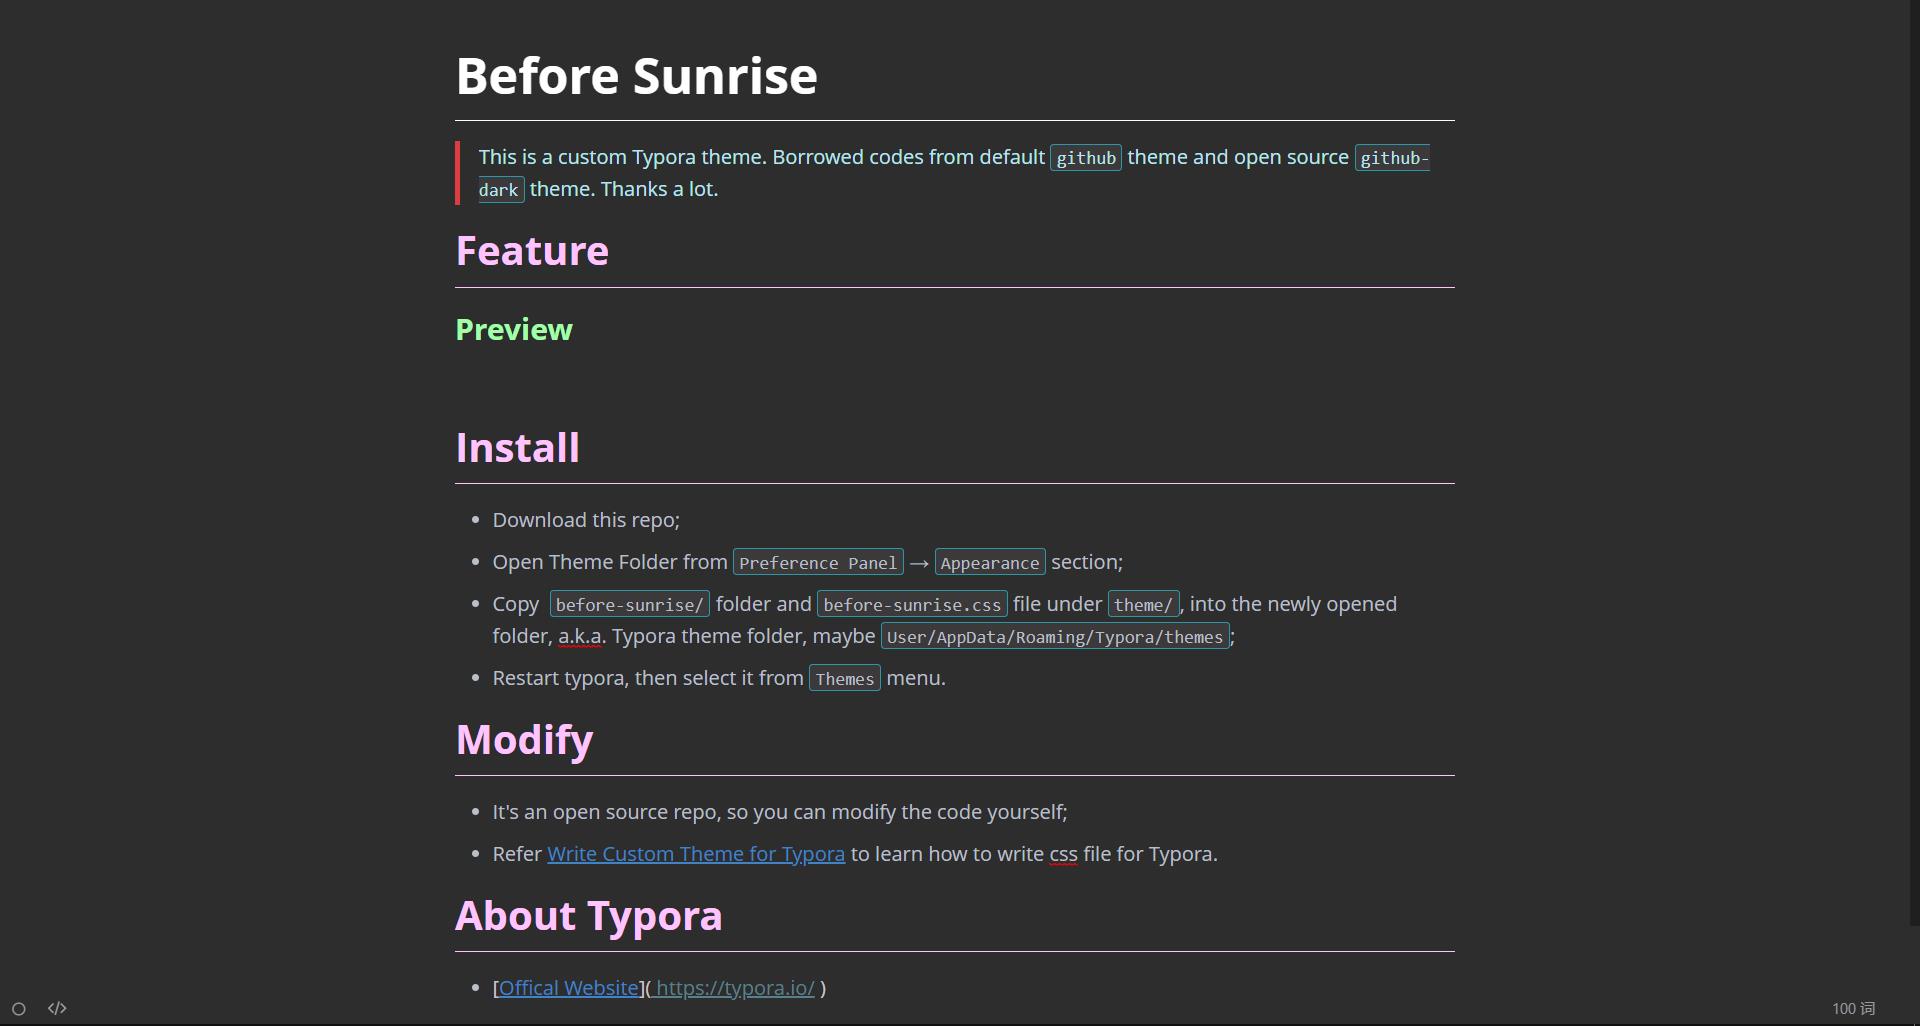 Before Sunrise
This is a custom Typora theme. Borrowed codes from default github theme and open source github-
dark theme. Thanks a lot.
Feature
Preview
Install
Download this repo;
Open Theme Folder from Preference Panel → Appearance section;
Copy before-sunrise/ folder and before-sunrise.css file under theme/, into the newly opened
folder, a.k.a. Typora theme folder, maybe User/AppData/Roaming/Typora/themes;
Restart typora, then select it from Themes menu.
Modify
It's an open source repo, so you can modify the code yourself;
Refer Write Custom Theme for Typora to learn how to write css file for Typora.
About Typora
[Offical Website]( https://typora.io/ )
</> 100 词